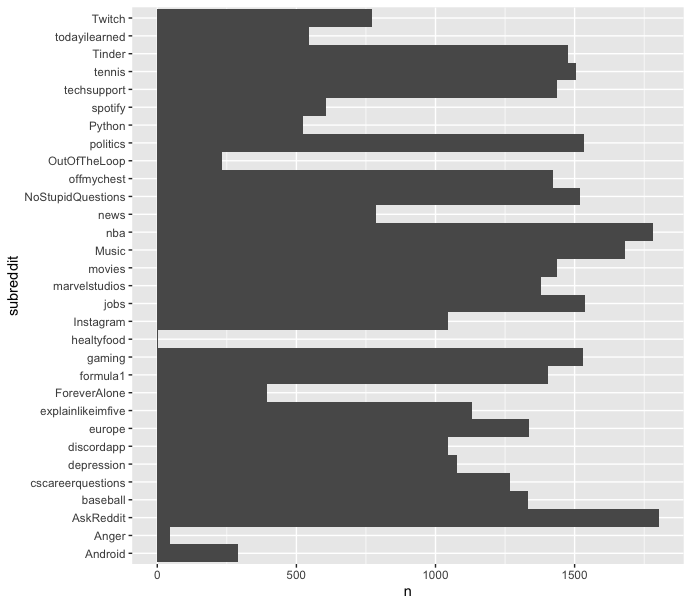 Twitch
todayilearned
Tinder
tennis
techsupport
spotify
Python
politics
OutOfTheLoop
offmychest
NoStupidQuestions
news
nba
Music
movies
marvelstudios
jobs
Instagram
healtyfood
gaming
formula1
ForeverAlone
explainlikeimfive
europe
discordapp
depression
cscareerquestions
baseball
AskReddit
Anger
Android
subreddit
0 500 1000 1500
n